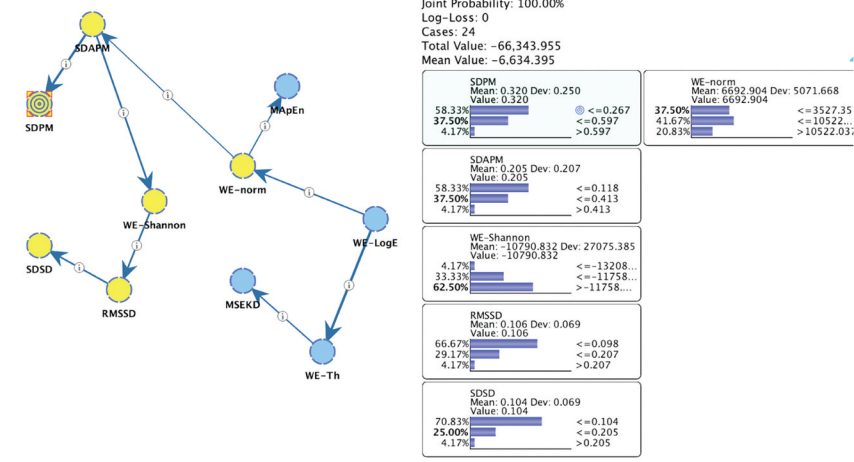 SDAPM
SDPM
MApEn
WE-norm
WE-Shannon
WE-LogE
SDSD
MSEKD
RMSSD
WE-Th
Joint Probability: 100.00%
Log-Loss: 0
Cases: 24
Total Value: -66,343.955
Mean Value: -6,634.395
SDPM
Mean: 0.320 Dev: 0.250
Value: 0.320
58.33% <=0.267
37.50% <=0.597
4.17% >0.597
WE-norm
Mean: 6692.904 Dev: 5071.668
Value: 6692.904
37.50% <=3527.35
41.67% <=10522...
20.83% >10522.037
SDAPM
Mean: 0.205 Dev: 0.207
Value: 0.205
58.33% <=0.118
37.50% <=0.413
4.17% >0.413
WE-Shannon
Mean: -10790.832 Dev: 27075.385
Value: -10790.832
4.17% <=-13208...
33.33% <=-11758...
62.50% >-11758....
RMSSD
Mean: 0.106 Dev: 0.069
Value: 0.106
66.67% <=0.098
29.17% <=0.207
4.17% >0.207
SDSD
Mean: 0.104 Dev: 0.069
Value: 0.104
70.83% <=0.104
25.00% <=0.205
4.17% >0.205